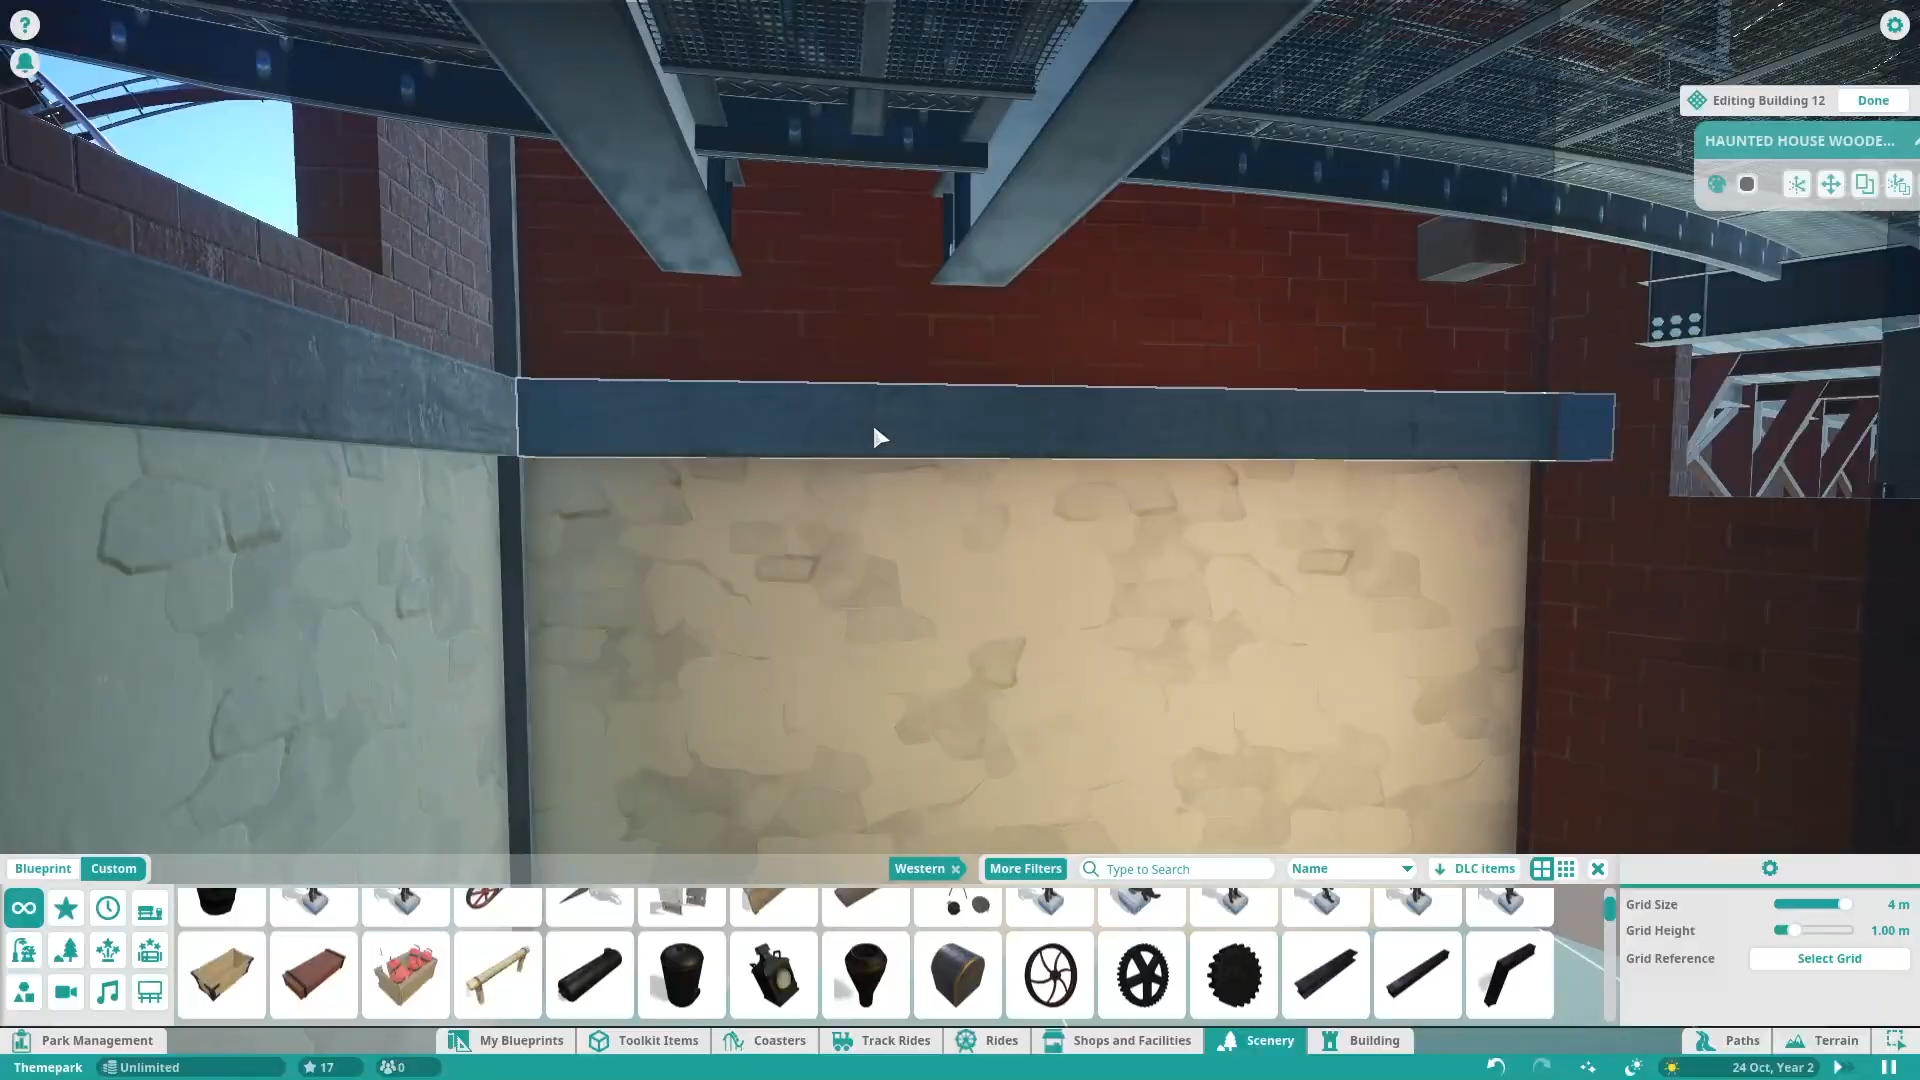 ?
Editing Building 12
Done
HAUNTED HOUSE WOODE...
Blueprint
Custom
Western ×
More Filters
Type to Search
Name
DLC items
Grid Size
4 m
Grid Height
1.00 m
Grid Reference
Select Grid
Park Management
My Blueprints
Toolkit Items
Coasters
Track Rides
Rides
Shops and Facilities
Scenery
Building
Paths
Terrain
Themepark
Unlimited
17
0
24 Oct, Year 2